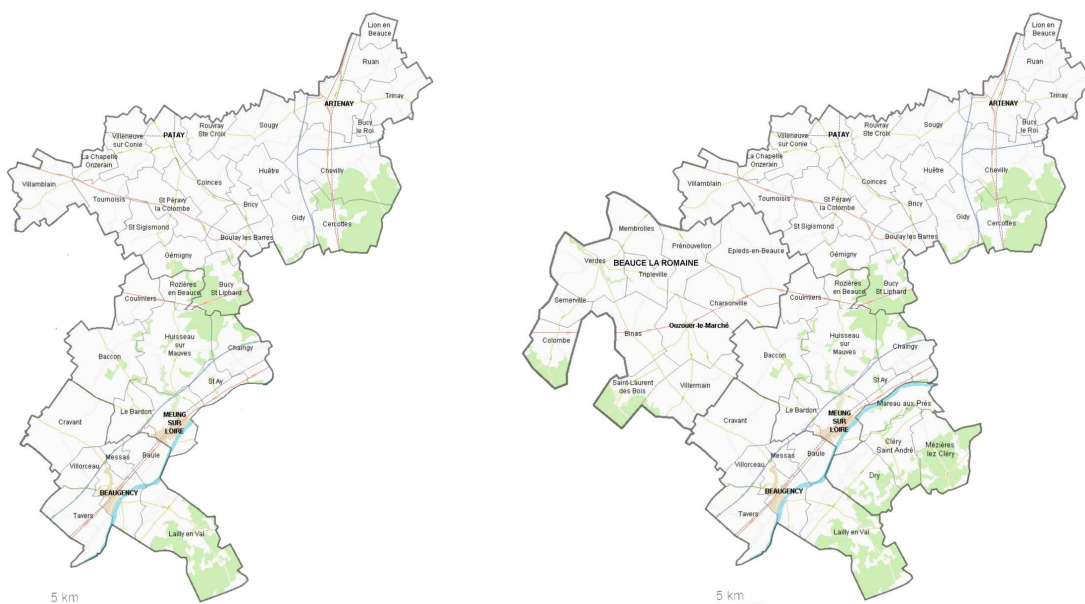 Lion en
Beauce
Ruan
ARTENAY
Trinay
Bucy
le Roi
Rouvray
Ste Croix
Sougy
Villeneuve
sur Conie
PATAY
La Chapelle
Onzerain
Huêtre
Chevilly
Villamblain
Coinces
Tournoisis
St Péravy
la Colombe
Bricy
Gidy
Cercottes
St Sigismond
Boulay les Barres
Gémigny
Rozières
en Beauce
Bucy
St Liphard
Coulmiers
Huisseau
sur
Mauves
Chaingy
Baccon
St Ay
Le Bardon
MEUNG
SUR
LOIRE
Cravant
Messas
Baule
Villorceau
BEAUGENCY
Tavers
Lailly en Val
5 km
Lion en
Beauce
Ruan
ARTENAY
Trinay
Bucy
le Roi
Rouvray
Ste Croix
Sougy
Villeneuve
sur Conie
PATAY
La Chapelle
Onzerain
Huêtre
Chevilly
Villamblain
Coinces
Tournoisis
St Péravy
la Colombe
Bricy
Gidy
Cercottes
St Sigismond
Boulay les Barres
Membrolles
Prénouvellon
Epieds-en-Beauce
Gémigny
Verdes
BEAUCE LA ROMAINE
Tripleville
Rozières
en Beauce
Bucy
St Liphard
Semerville
Charsonville
Coulmiers
Ouzouer-le-Marché
Binas
Colombe
Huisseau
sur
Mauves
Chaingy
Baccon
Saint-Laurent
des Bois
Villermain
St Ay
Le Bardon
MEUNG
SUR
LOIRE
Mareau aux Prés
Cravant
Cléry
Saint André
Mézières
lez Cléry
Messas
Baule
Villorceau
Dry
BEAUGENCY
Tavers
Lailly en Val
5 km